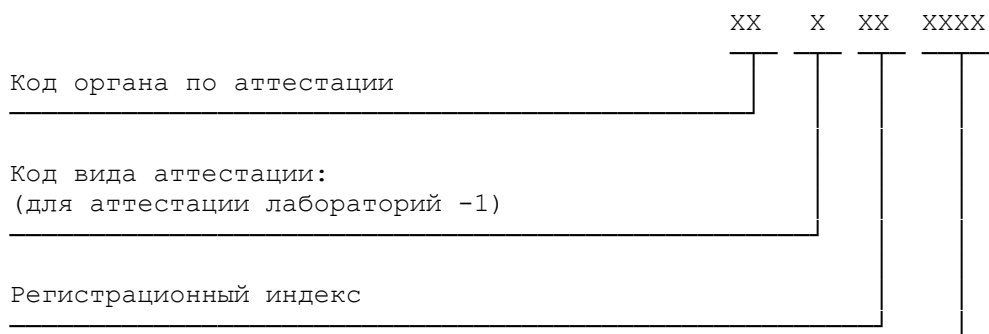 XX X XX XXXX
Код органа по аттестации
Код вида аттестации:
(для аттестации лабораторий -1)
Регистрационный индекс